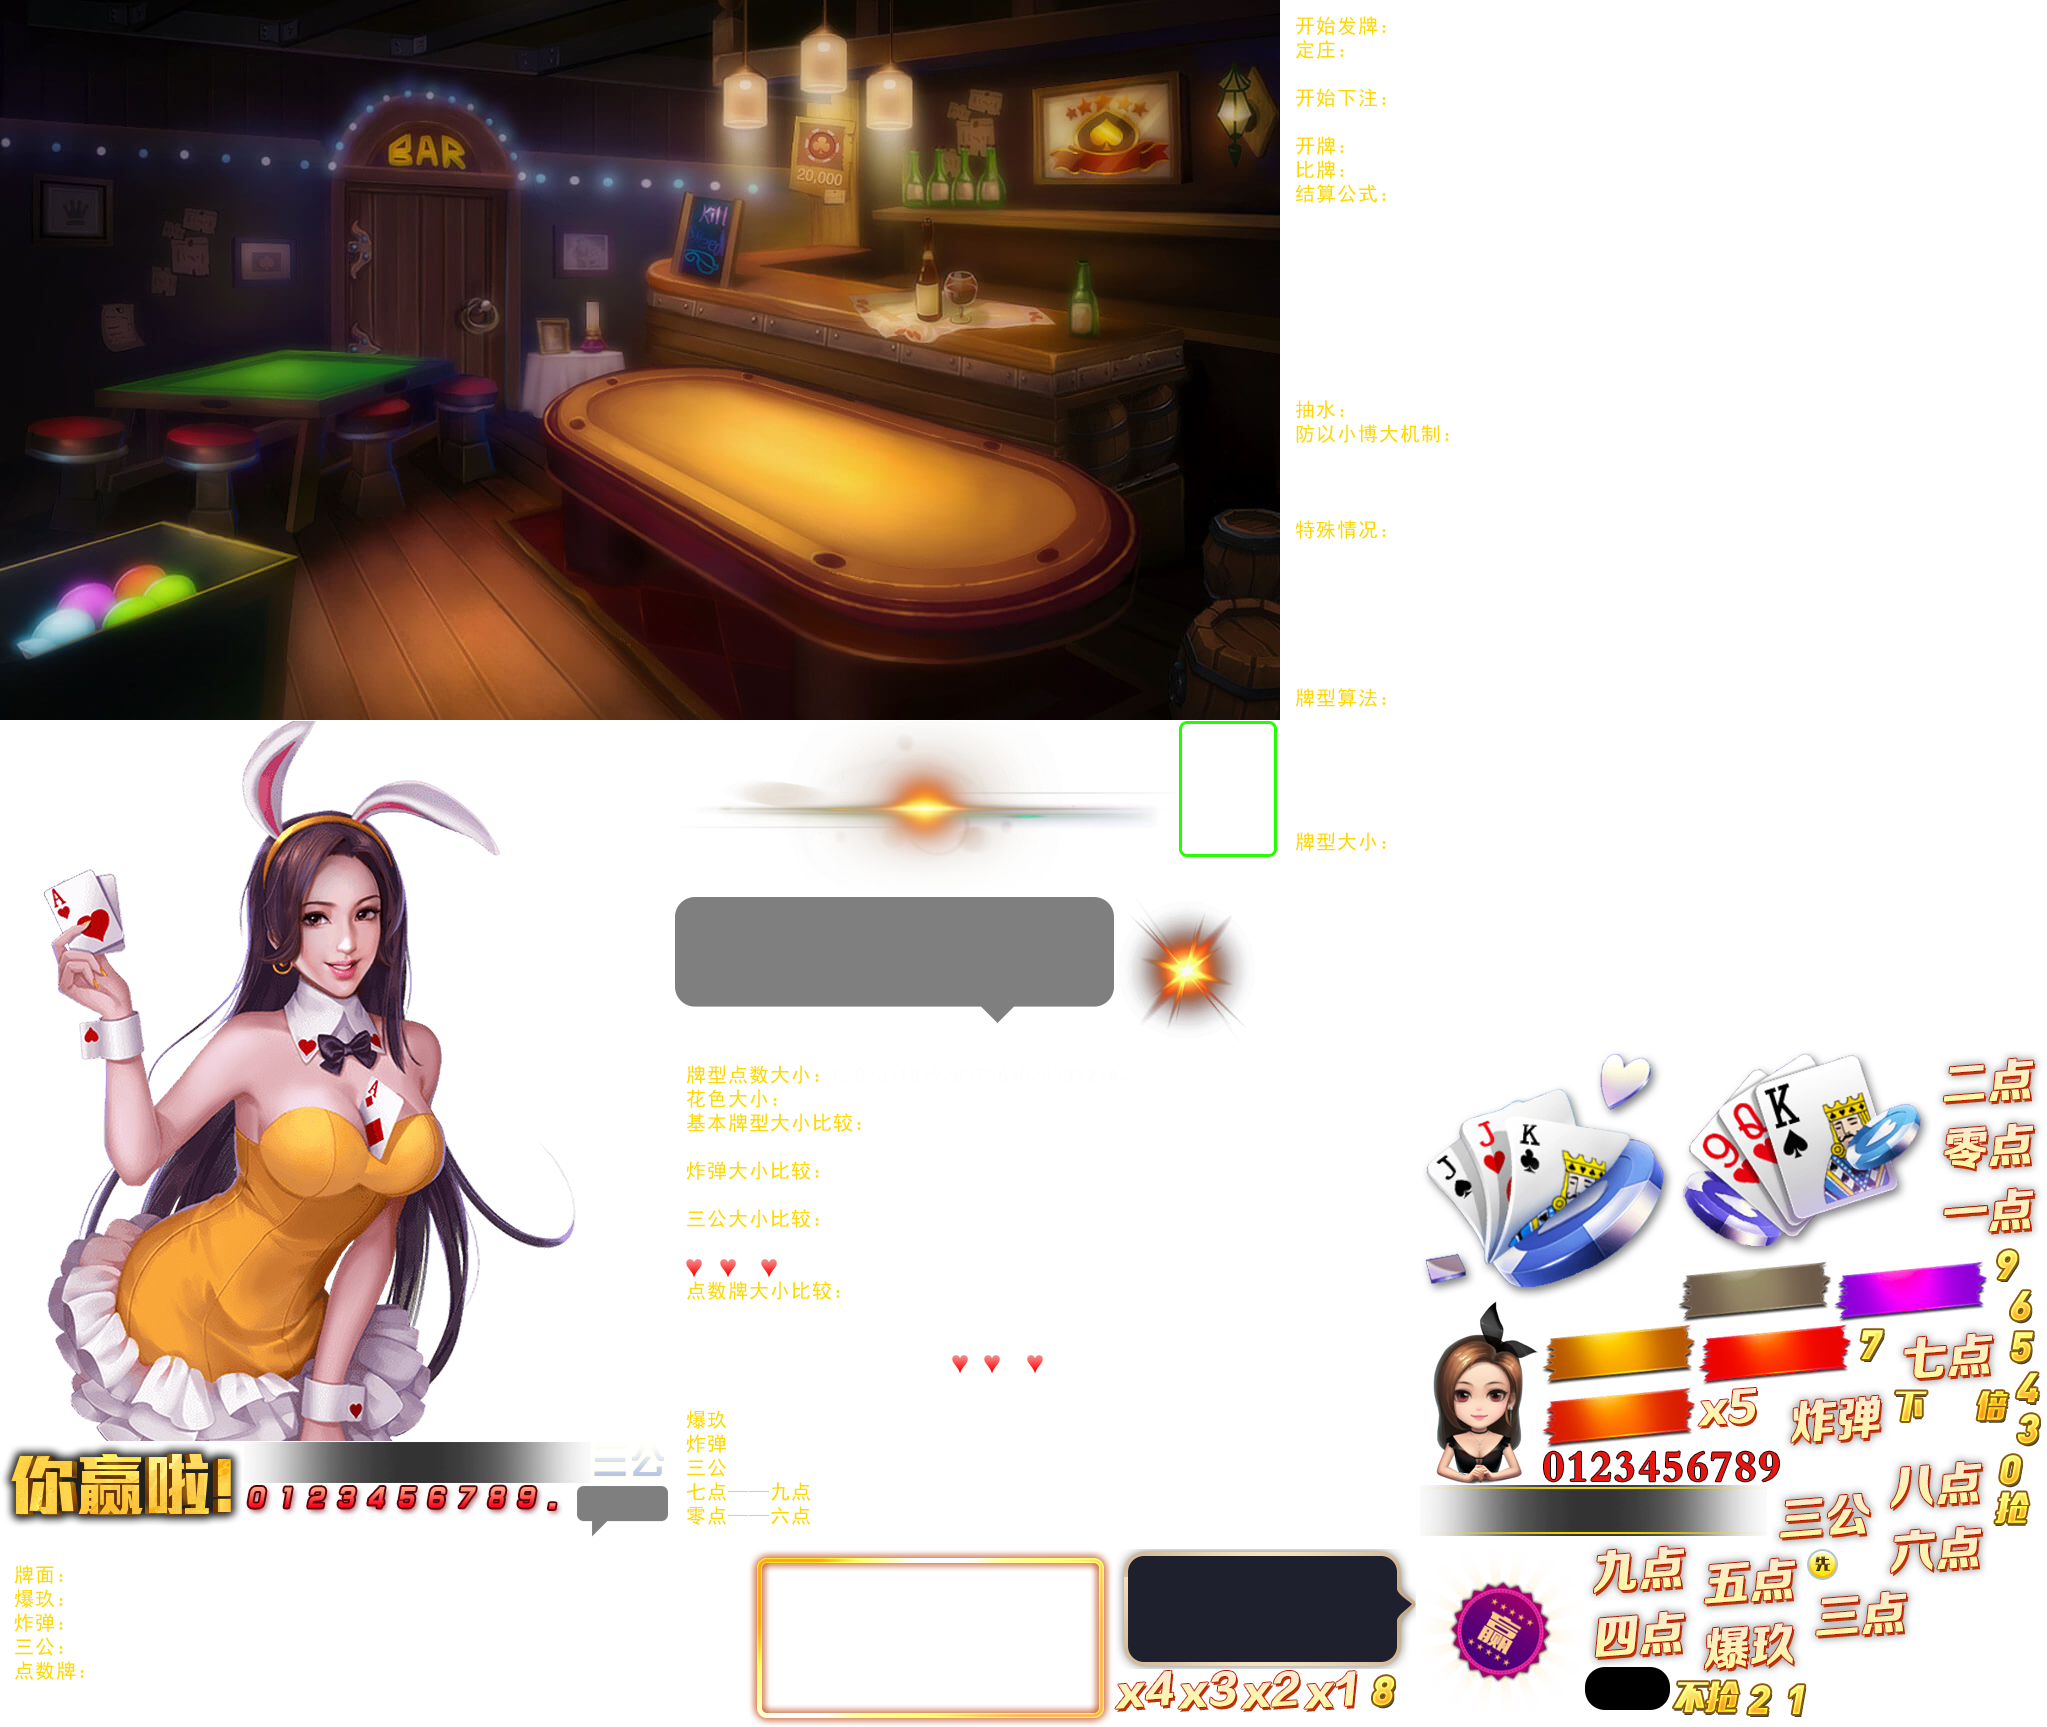 BAR
20,000
Kill
开始发牌：
定庄：
开始下注：
开牌：
比牌：
结算公式：
抽水：
防以小博大机制：
特殊情况：
牌型算法：
牌型大小：
A
A
牌型点数大小：
花色大小：
基本牌型大小比较：
炸弹大小比较：
三公大小比较：
♥ ♥ ♥
点数牌大小比较：
♥ ♥ ♥
爆玖
炸弹
三公
七点——九点
零点——六点
你赢啦!
0123456789.
三公
牌面：
爆玖：
炸弹：
三公：
点数牌：
J
J
K
9
Q
K
二点
零点
一点
9
6
5
4
3
0
抢
7
七点
x5
炸弹
下
倍
0123456789
八点
三公
六点
九点
五点
先
三点
四点
爆玖
赢
不抢
2
1
x4
x3
x2
x1
8